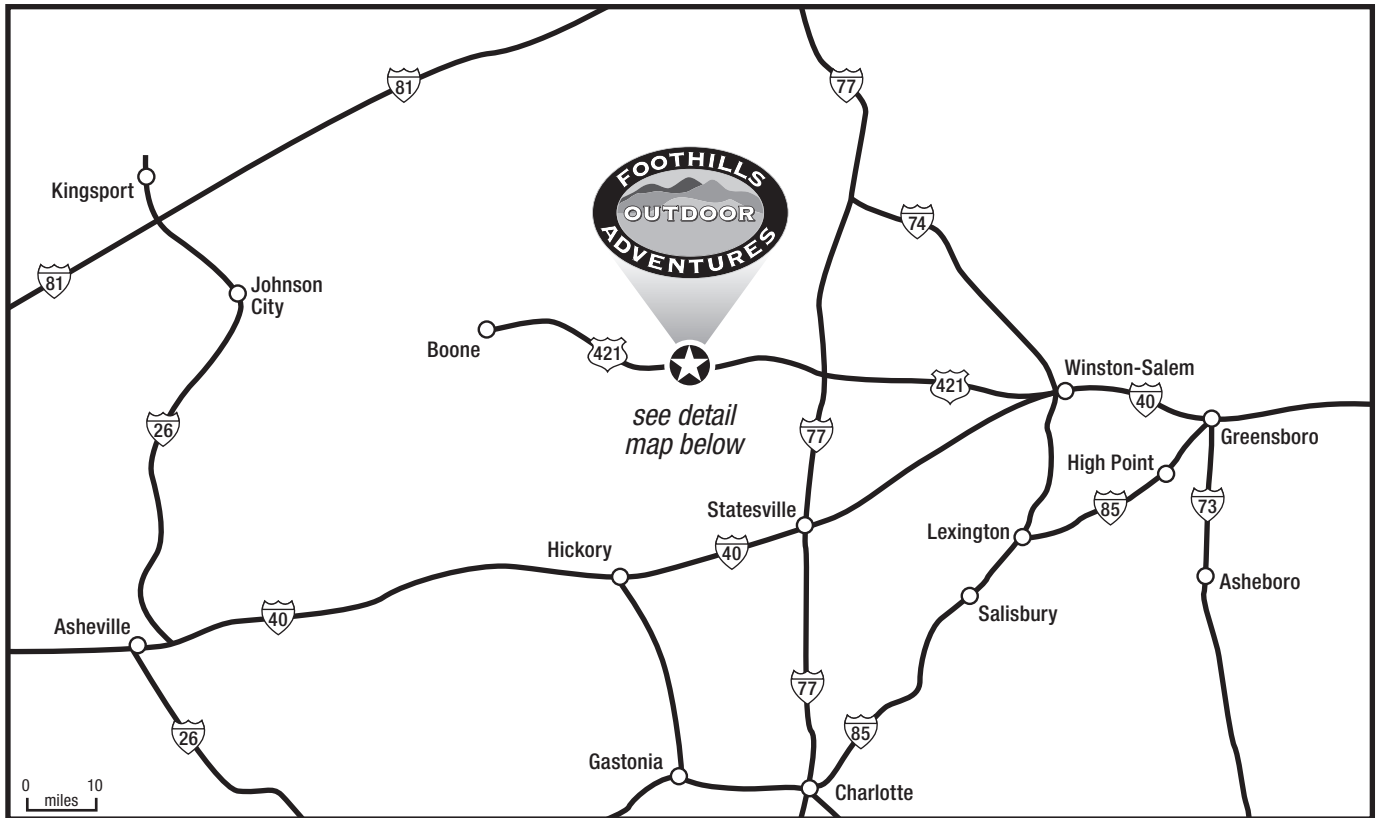 81
77
FOOTHILLS
OUTDOOR
ADVENTURES
Kingsport
74
81
Johnson
City
Boone
421
421
Winston-Salem
40
see detail
map below
26
77
Greensboro
High Point
Statesville
85
73
Lexington
Hickory
40
Asheboro
Salisbury
40
Asheville
77
26
85
Gastonia
Charlotte
0 10
miles